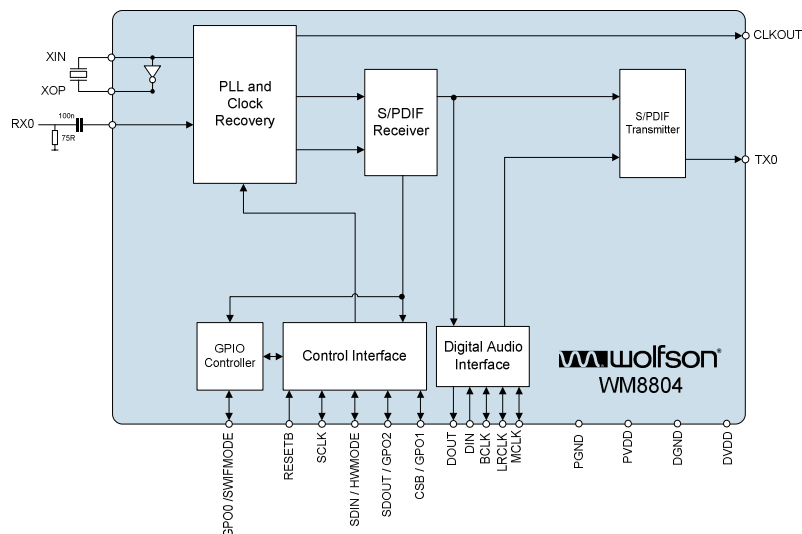 CLKOUT
XIN
XOP
RX0
100n
75R
PLL and
Clock
Recovery
S/PDIF
Receiver
S/PDIF
Transmitter
TX0
GPIO
Controller
Control Interface
Digital Audio
Interface
wolfson®
WM8804
GPO0 /SWIFMODE
RESETB
SCLK
SDIN / HWMODE
SDOUT / GPO2
CSB / GPO1
DOUT
DIN
BCLK
LRCLK
MCLK
PGND
PVDD
DGND
DVDD